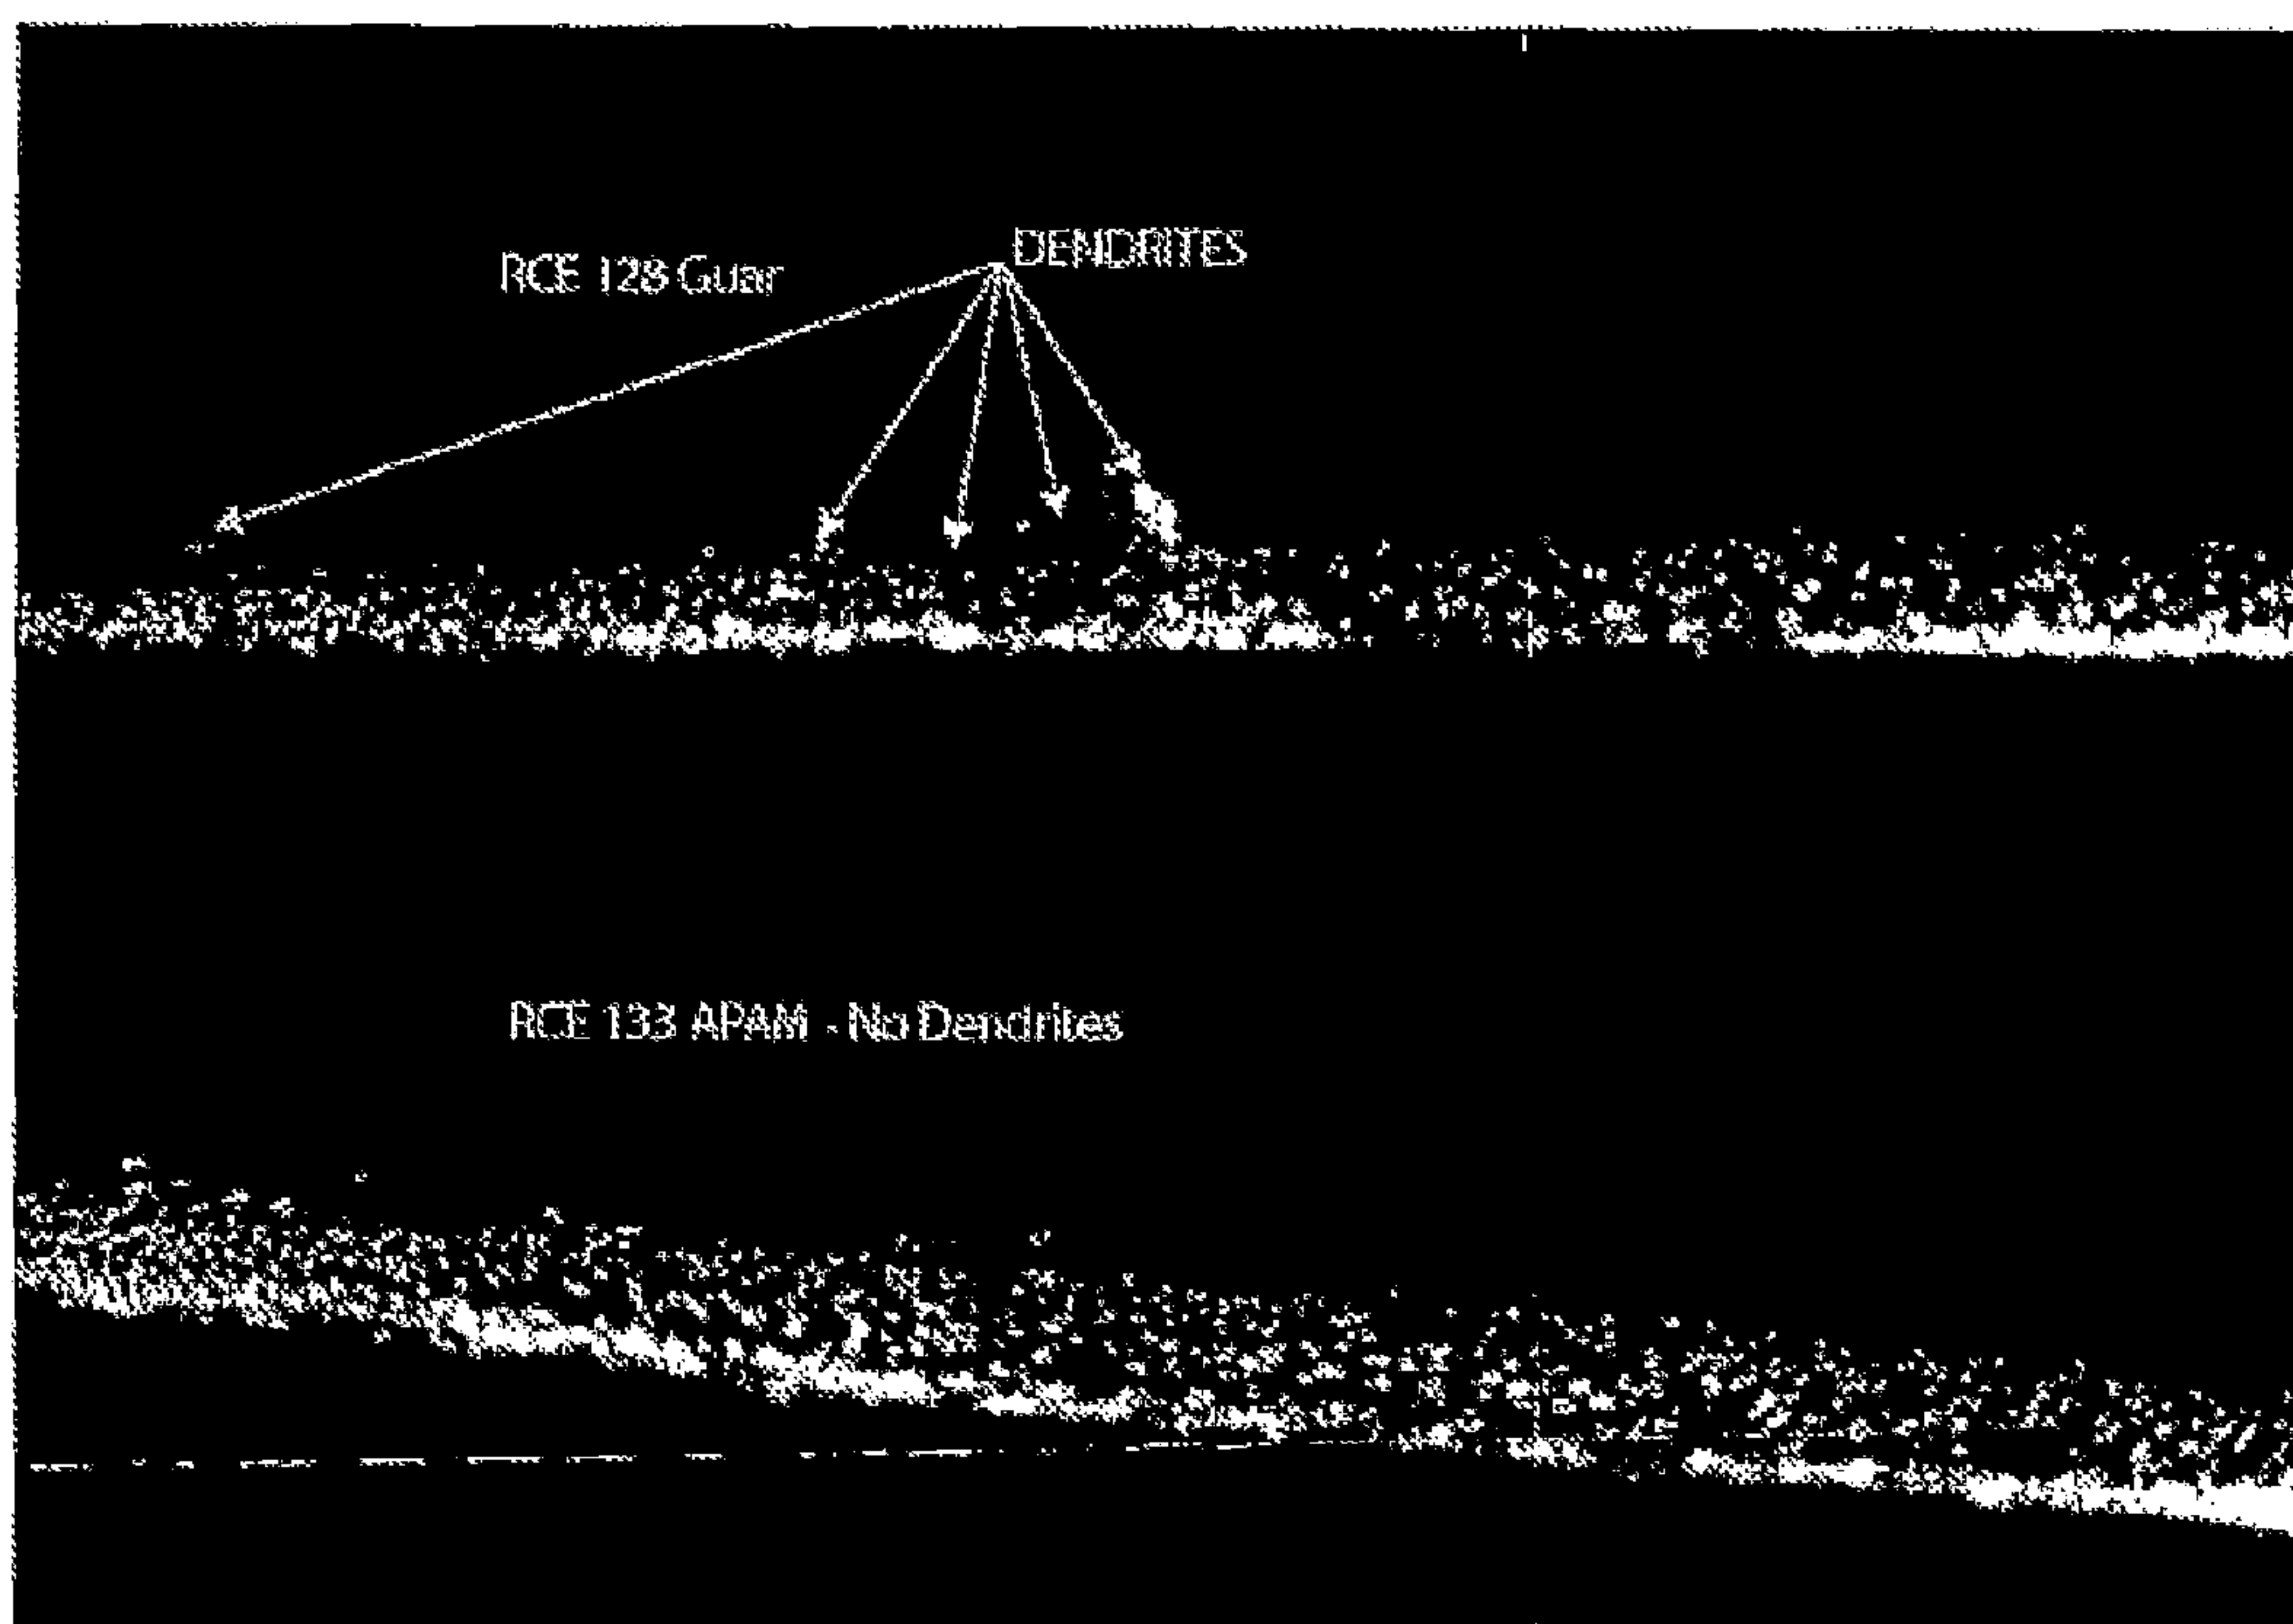 RCE 128 Guar
DENDRITES
RCE 133 APAM - No Dendrites